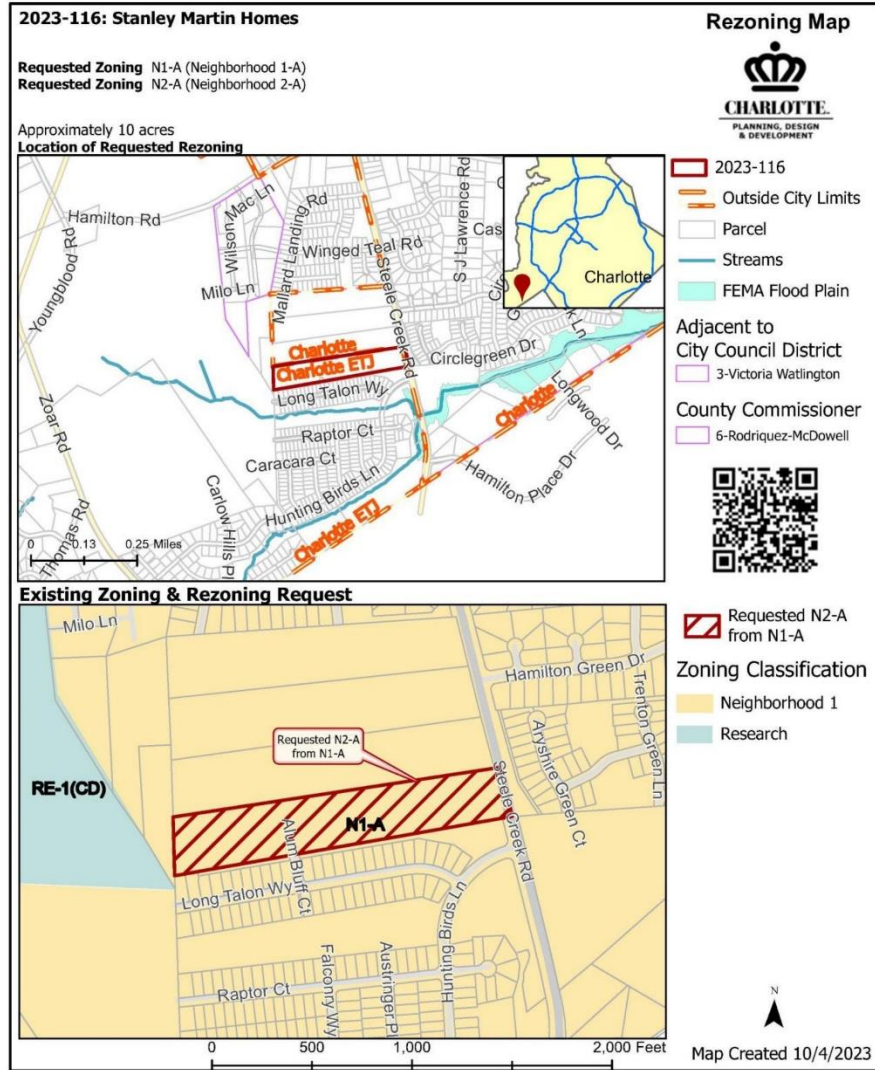 2023-116: Stanley Martin Homes
Requested Zoning N1-A (Neighborhood 1-A)
Requested Zoning N2-A (Neighborhood 2-A)
Approximately 10 acres
Location of Requested Rezoning
Rezoning Map
CHARLOTTE.
PLANNING, DESIGN
& DEVELOPMENT
Hamilton Rd
Youngblood Rd
Mac Ln
Wilson
Milo Ln
Mallard Landing Rd
Winged Teal Rd
Steele Creek Rd
S J Lawrence Rd
Cas
Circ
G
k Ln
Charlotte
Charlotte
Charlotte ETJ
Circlegreen Dr
Long Talon Wy
Raptor Ct
Caracara Ct
Hunting Birds Ln
Charlotte
Longwood Dr
Hamilton Place Dr
Zoar Rd
Thomas Rd
Carlow Hills Pl
Charlotte ETJ
0 0.13 0.25 Miles
2023-116
Outside City Limits
Parcel
Streams
FEMA Flood Plain
Adjacent to
City Council District
3-Victoria Watlington
County Commissioner
6-Rodriquez-McDowell
Existing Zoning & Rezoning Request
Milo Ln
Hamilton Green Dr
Trenton Green Ln
Aryshire Green Ct
Steele Creek Rd
Requested N2-A
from N1-A
RE-1(CD)
N1-A
Alum Bluff Ct
Long Talon Wy
Hunting Birds Ln
Raptor Ct
Falconry Wy
Austringer Pl
Requested N2-A
from N1-A
Zoning Classification
Neighborhood 1
Research
N
0 1,000 2,000 Feet
Map Created 10/4/2023